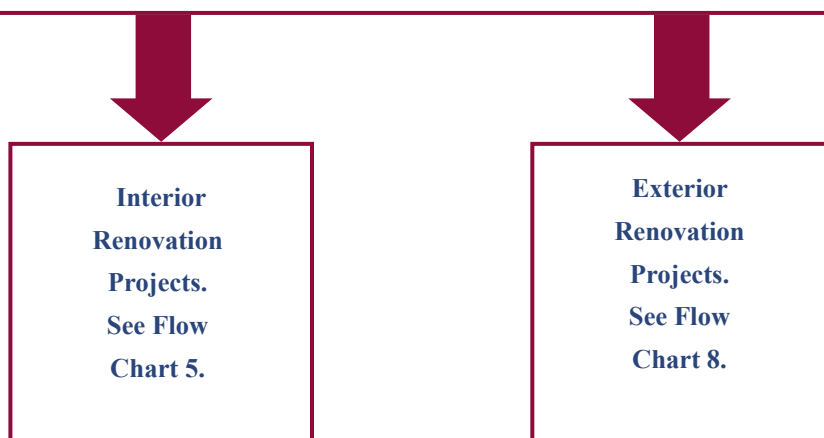 Interior
Renovation
Projects.
See Flow
Chart 5.
Exterior
Renovation
Projects.
See Flow
Chart 8.